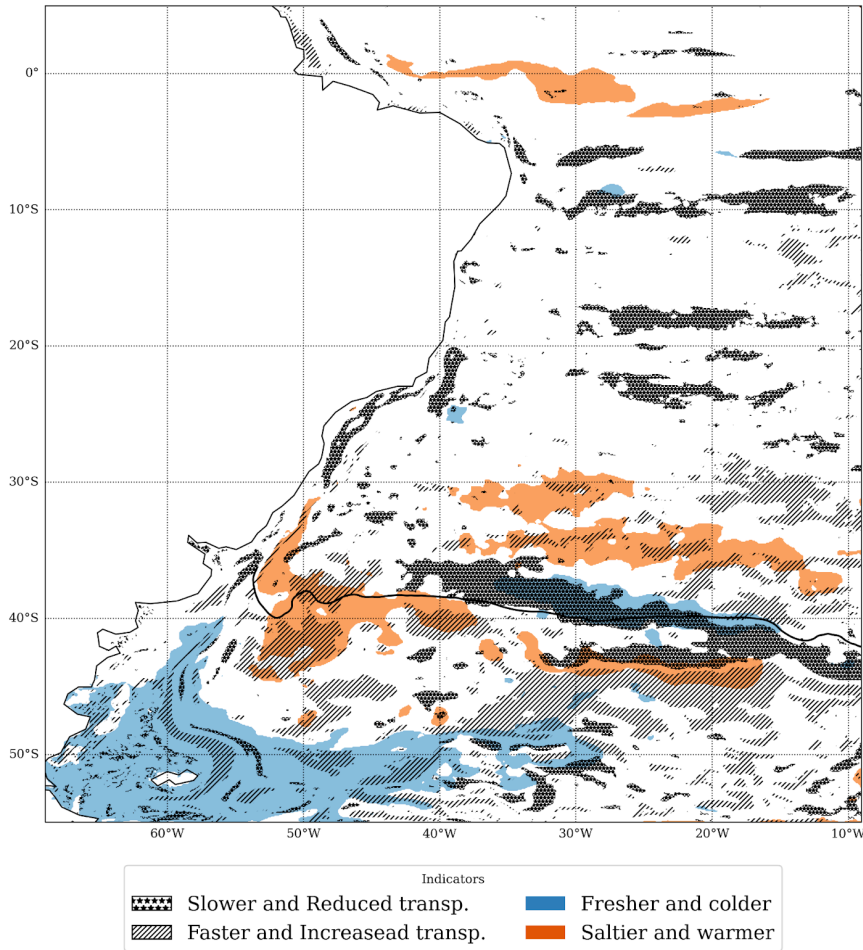 0°
10°S
20°S
30°S
40°S
50°S
60°W
50°W
40°W
30°W
20°W
10°W
Indicators
Slower and Reduced transp.
Fresher and colder
Faster and Increasead transp.
Saltier and warmer